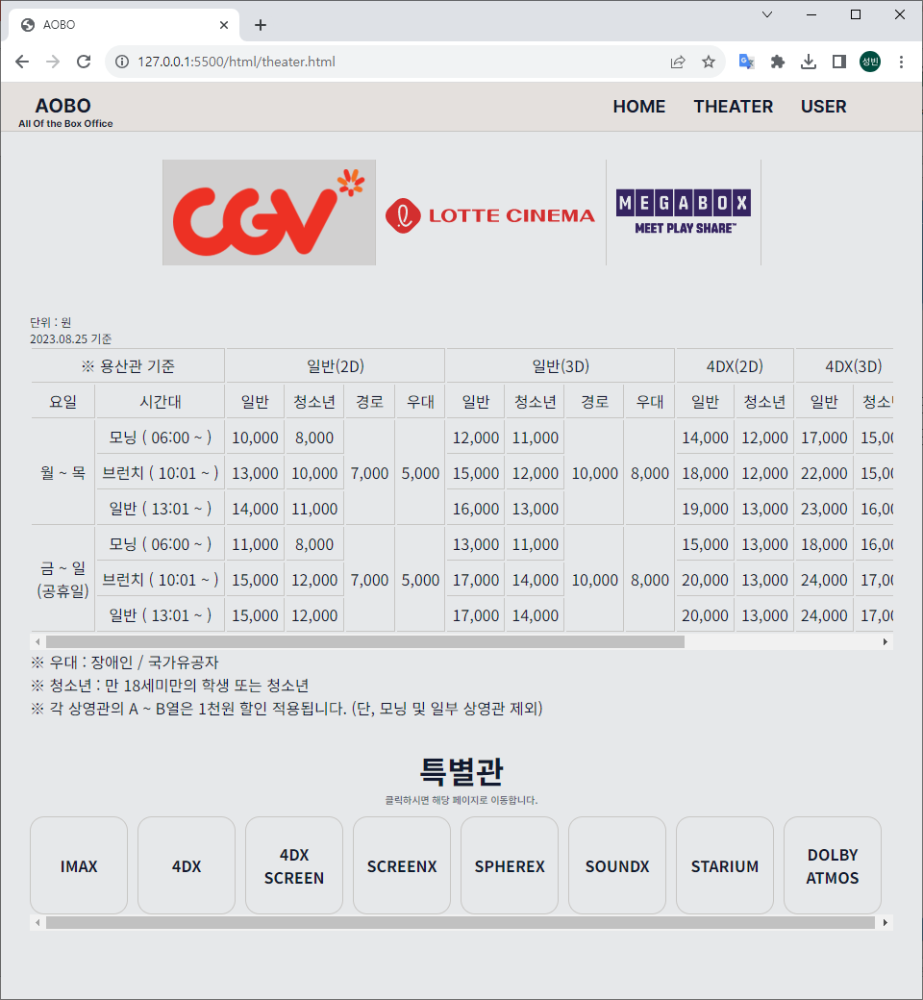 AOBO
127.0.0.1:5500/html/theater.html
성빈
AOBO
All Of the Box Office
HOME THEATER USER
CGV
LOTTE CINEMA
MEGABOX
MEET PLAY SHARE™
단위 : 원
2023.08.25 기준
※ 용산관 기준 일반(2D) 일반(3D) 4DX(2D) 4DX(3D)
요일 시간대 일반 청소년 경로 우대 일반 청소년 경로 우대 일반 청소년 일반 청소
모닝 ( 06:00 ~ ) 10,000 8,000 12,000 11,000 14,000 12,000 17,000 15,00
월 ~ 목 브런치 ( 10:01 ~ ) 13,000 10,000 7,000 5,000 15,000 12,000 10,000 8,000 18,000 12,000 22,000 15,00
일반 ( 13:01 ~ ) 14,000 11,000 16,000 13,000 19,000 13,000 23,000 16,00
모닝 ( 06:00 ~ ) 11,000 8,000 13,000 11,000 15,000 13,000 18,000 16,00
금 ~ 일
(공휴일)
브런치 ( 10:01 ~ ) 15,000 12,000 7,000 5,000 17,000 14,000 10,000 8,000 20,000 13,000 24,000 17,00
일반 ( 13:01 ~ ) 15,000 12,000 17,000 14,000 20,000 13,000 24,000 17,00
※ 우대 : 장애인 / 국가유공자
※ 청소년 : 만 18세미만의 학생 또는 청소년
※ 각 상영관의 A ~ B열은 1천원 할인 적용됩니다. (단, 모닝 및 일부 상영관 제외)
특별관
클릭하시면 해당 페이지로 이동합니다.
IMAX
4DX
4DX
SCREEN
SCREENX
SPHEREX
SOUNDX
STARIUM
DOLBY
ATMOS